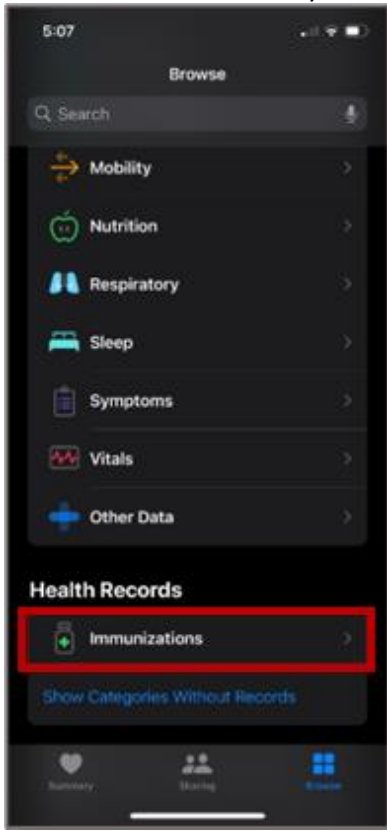 5:07
Browse
Search
Mobility
Nutrition
Respiratory
Sleep
Symptoms
Vitals
Other Data
Health Records
Immunizations
Show Categories Without Records
Summary
Sharing
Browse